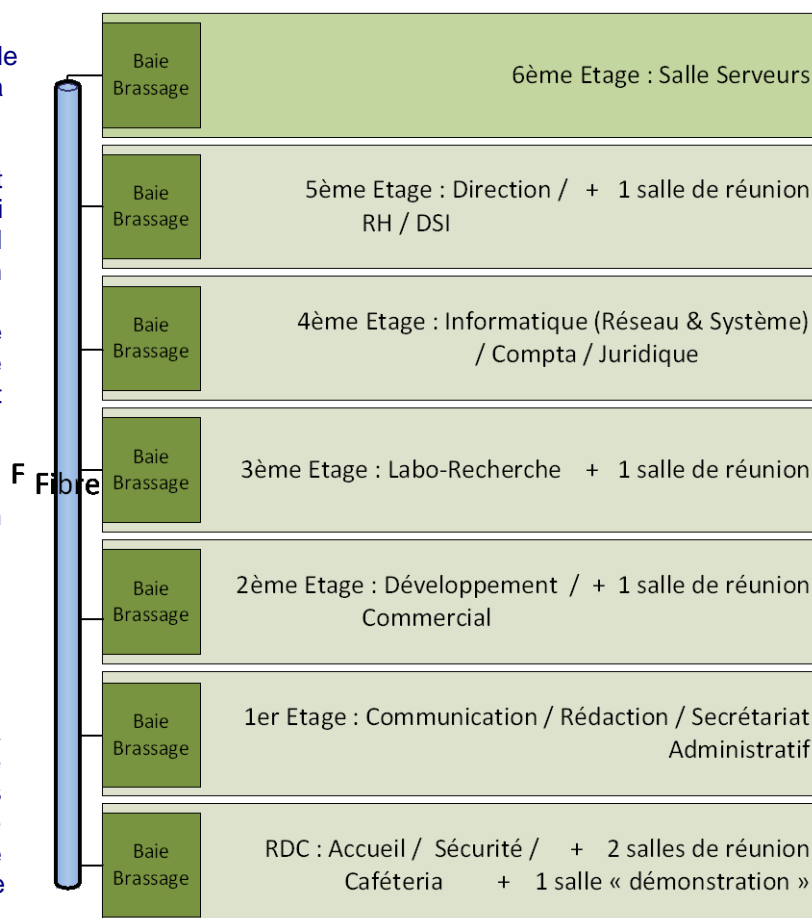 Baie
Brassage
6ème Etage : Salle Serveurs
Baie
Brassage
5ème Etage : Direction / + 1 salle de réunion
RH / DSI
Baie
Brassage
4ème Etage : Informatique (Réseau & Système)
/ Compta / Juridique
F Fibre
Baie
Brassage
3ème Etage : Labo-Recherche + 1 salle de réunion
Baie
Brassage
2ème Etage : Développement / + 1 salle de réunion
Commercial
Baie
Brassage
1er Etage : Communication / Rédaction / Secrétariat
Administratif
Baie
Brassage
RDC : Accueil / Sécurité / + 2 salles de réunion
Caféteria + 1 salle « démonstration »